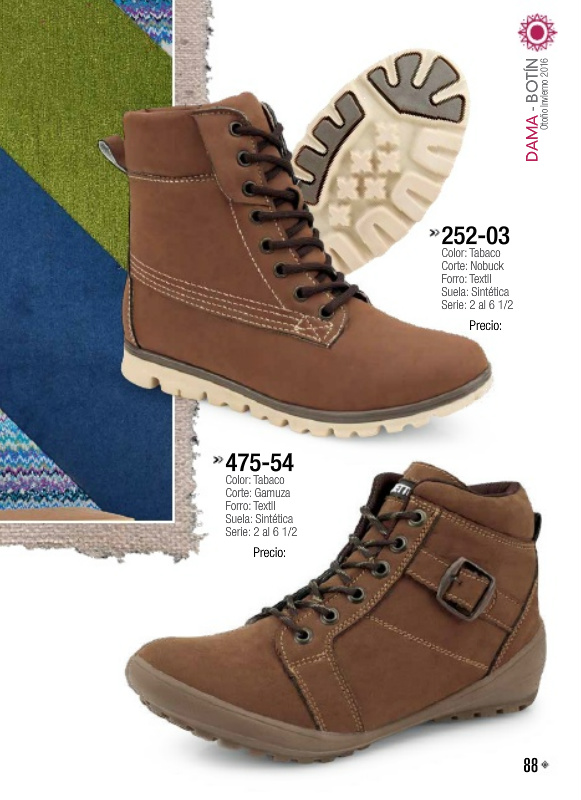 DAMA - BOTÍN
Otoño Invierno 2016
252-03
Color: Tabaco
Corte: Nobuck
Forro: Textil
Suela: Sintética
Serie: 2 al 6 1/2
Precio:
475-54
Color: Tabaco
Corte: Gamuza
Forro: Textil
Suela: Sintética
Serie: 2 al 6 1/2
Precio:
88